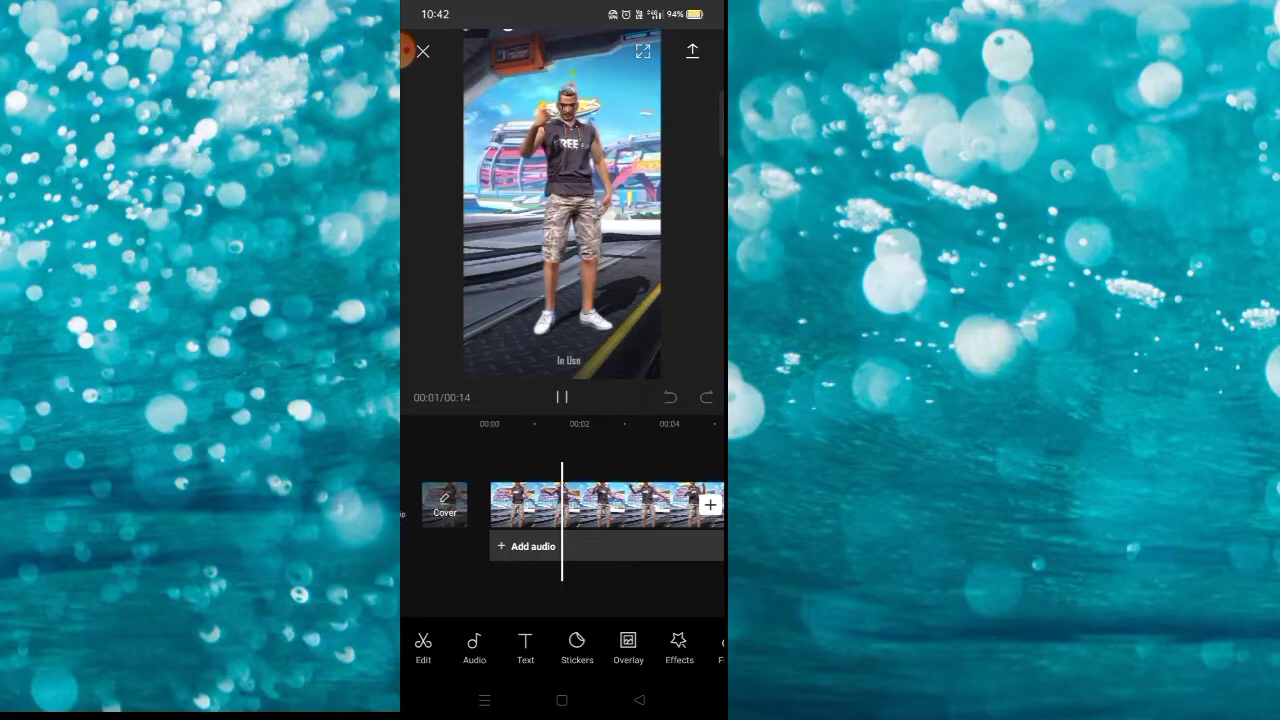 10:42
94%
REE
In Use
00:01/00:14
00:00
00:02
00:04
Cover
+ Add audio
Edit
Audio
Text
Stickers
Overlay
Effects